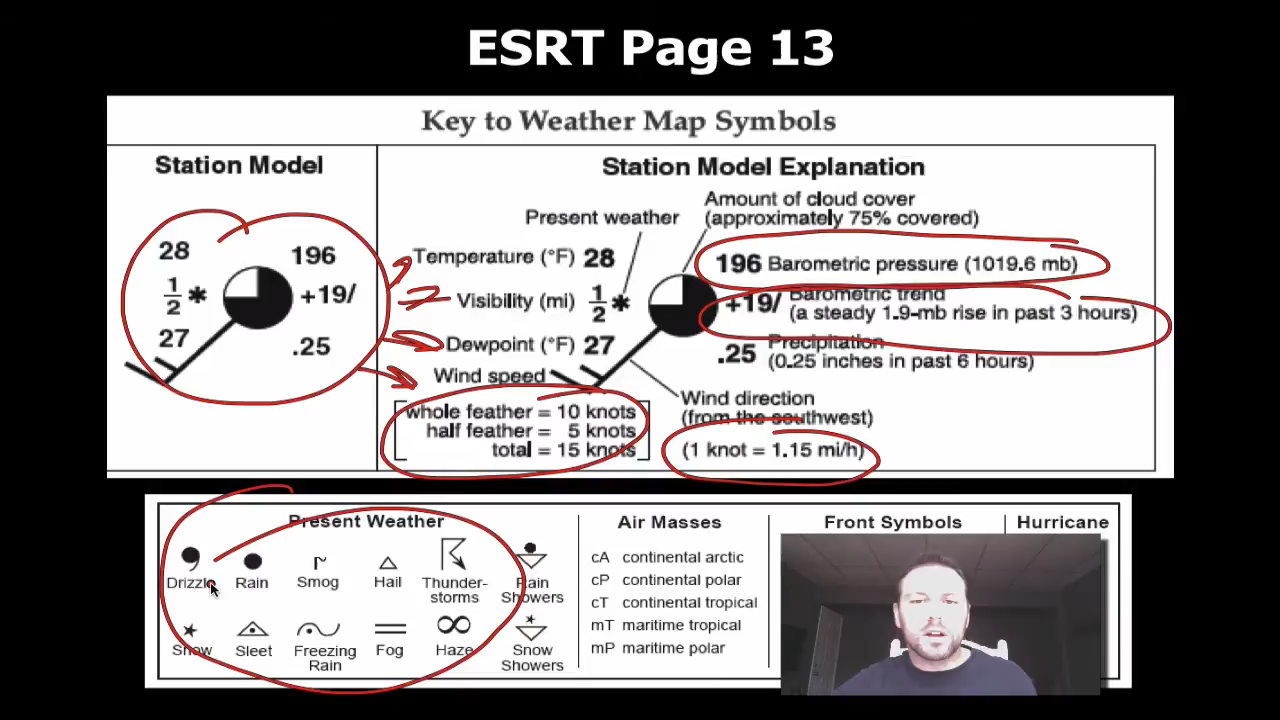 ESRT Page 13
Key to Weather Map Symbols
Station Model
28
196
1/2
+19/
27
.25
Station Model Explanation
Amount of cloud cover
(approximately 75% covered)
Present weather
Temperature (°F) 28
196 Barometric pressure (1019.6 mb)
Visibility (mi) 1/2
+19/ Barometric trend
(a steady 1.9-mb rise in past 3 hours)
Dewpoint (°F) 27
.25 Precipitation
(0.25 inches in past 6 hours)
Wind speed
whole feather = 10 knots
half feather = 5 knots
total = 15 knots
Wind direction
(from the southwest)
(1 knot = 1.15 mi/h)
Present Weather
Drizzle Rain Smog Hail Thunder-
storms
Rain
Showers
Snow Sleet Freezing
Rain
Fog Haze Snow
Showers
Air Masses
cA continental arctic
cP continental polar
cT continental tropical
mT maritime tropical
mP maritime polar
Front Symbols
Hurricane